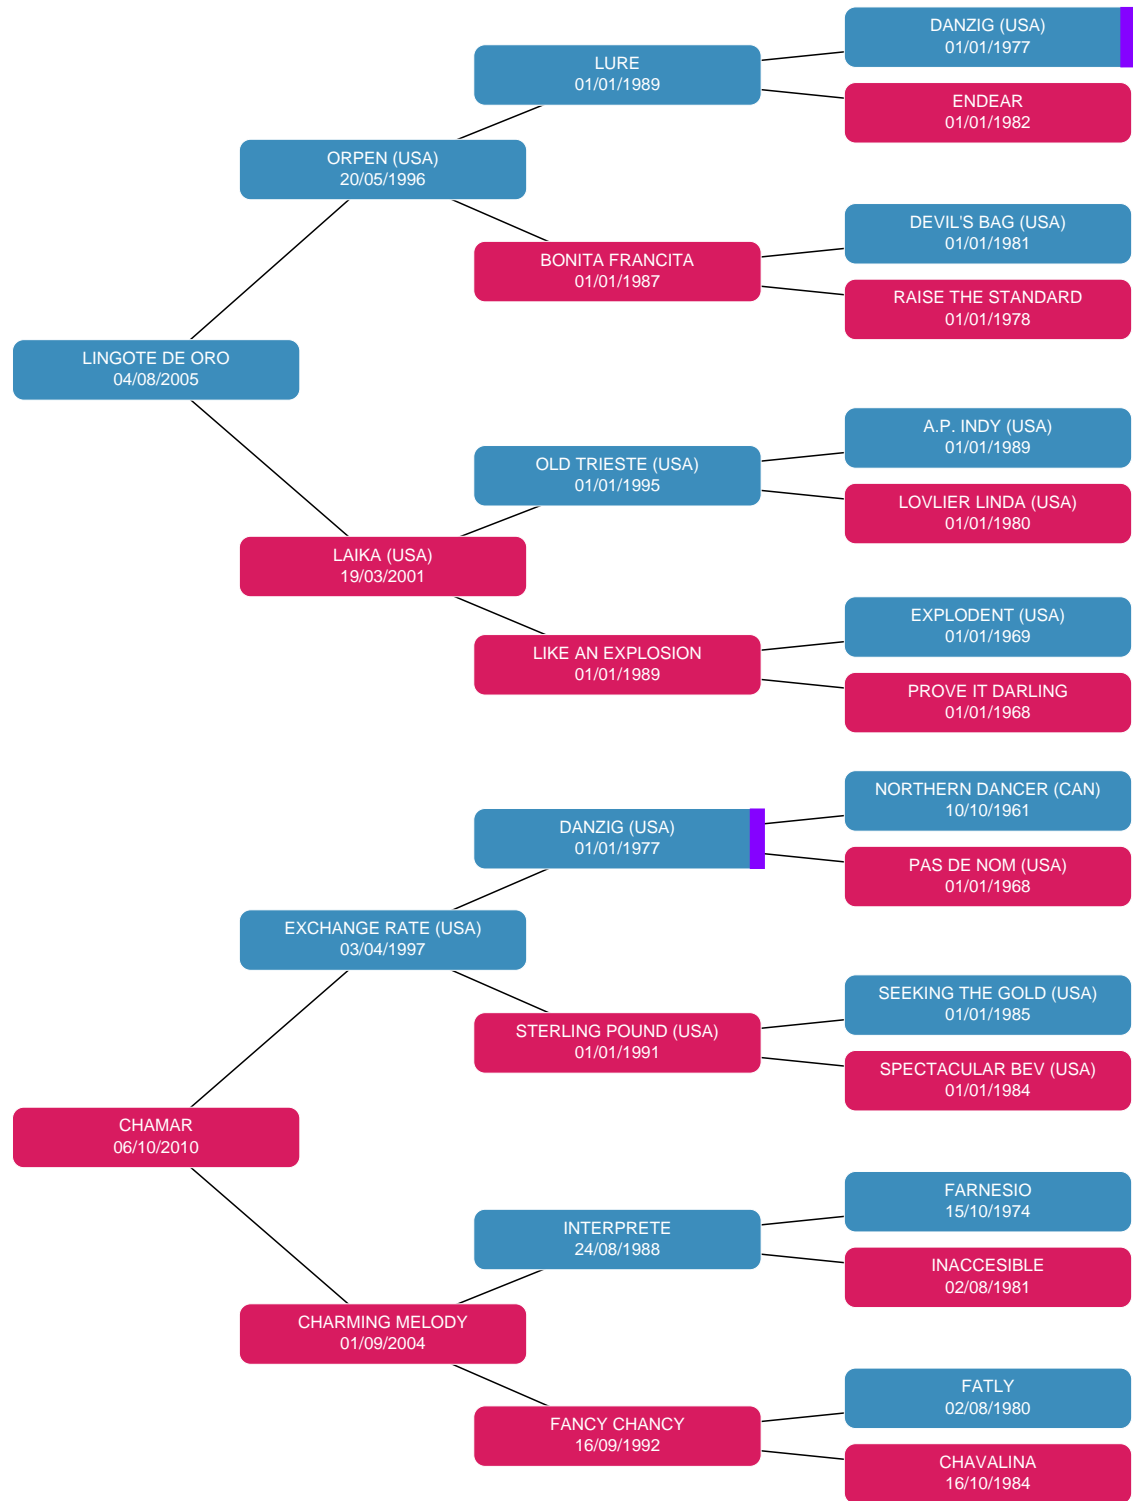 DANZIG (USA)
01/01/1977
LURE
01/01/1989
ENDEAR
01/01/1982
ORPEN (USA)
20/05/1996
DEVIL'S BAG (USA)
01/01/1981
BONITA FRANCITA
01/01/1987
RAISE THE STANDARD
01/01/1978
LINGOTE DE ORO
04/08/2005
A.P. INDY (USA)
01/01/1989
OLD TRIESTE (USA)
01/01/1995
LOVLIER LINDA (USA)
01/01/1980
LAIKA (USA)
19/03/2001
EXPLODENT (USA)
01/01/1969
LIKE AN EXPLOSION
01/01/1989
PROVE IT DARLING
01/01/1968
NORTHERN DANCER (CAN)
10/10/1961
DANZIG (USA)
01/01/1977
PAS DE NOM (USA)
01/01/1968
EXCHANGE RATE (USA)
03/04/1997
SEEKING THE GOLD (USA)
01/01/1985
STERLING POUND (USA)
01/01/1991
SPECTACULAR BEV (USA)
01/01/1984
CHAMAR
06/10/2010
FARNESIO
15/10/1974
INTERPRETE
24/08/1988
INACCESIBLE
02/08/1981
CHARMING MELODY
01/09/2004
FATLY
02/08/1980
FANCY CHANCY
16/09/1992
CHAVALINA
16/10/1984